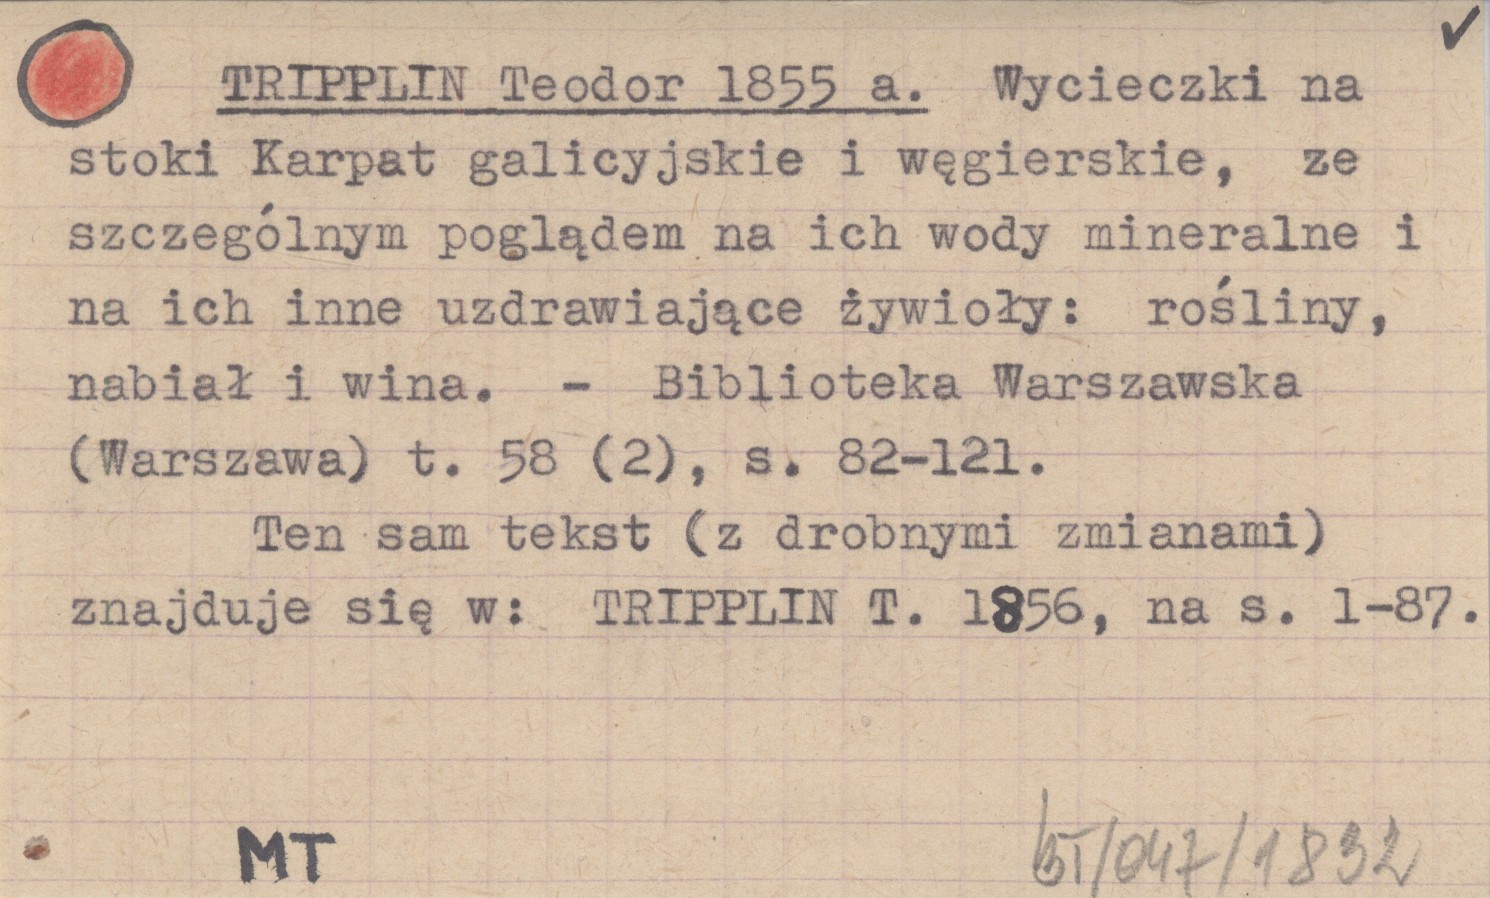 TRIPPLIN Teodor 1855 a. Wycieczki na
stoki Karpat galicyjskie i węgierskie, ze
szczególnym poglądem na ich wody mineralne i
na ich inne uzdrawiające żywioły: rośliny,
nabiał i wina. - Biblioteka Warszawska
(Warszawa) t. 58 (2), s. 82-121.
Ten sam tekst (z drobnymi zmianami)
znajduje się w: TRIPPLIN T. 1856, na s. 1-87.
MT
/047/1832